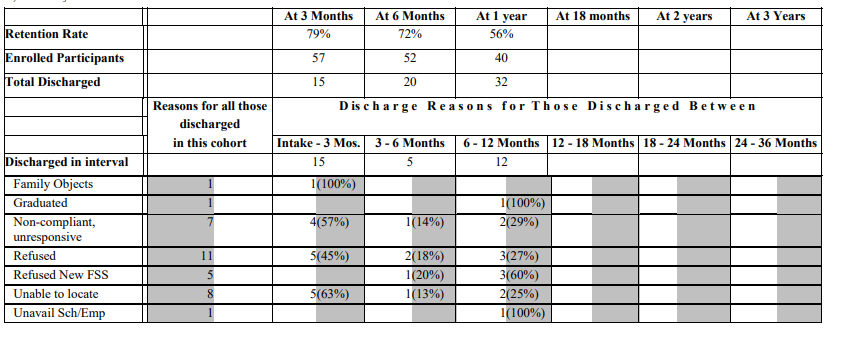 At 3 Months At 6 Months At 1 year At 18 months At 2 years At 3 Years
Retention Rate 79% 72% 56%
Enrolled Participants 57 52 40
Total Discharged 15 20 32
Reasons for all those Discharge Reasons for Those Discharged Between
discharged
in this cohort Intake - 3 Mos. 3 - 6 Months 6 - 12 Months 12 - 18 Months 18 - 24 Months 24 - 36 Months
Discharged in interval 15 5 12
Family Objects 1 1(100%)
Graduated 1 1(100%)
Non-compliant, 7 4(57%) 1(14%) 2(29%)
unresponsive
Refused 11 5(45%) 2(18%) 3(27%)
Refused New FSS 5 1(20%) 3(60%)
Unable to locate 8 5(63%) 1(13%) 2(25%)
Unavail Sch/Emp 1 1(100%)